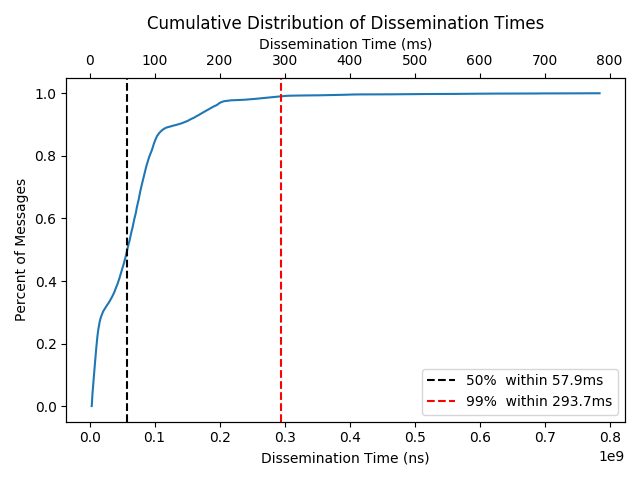 Cumulative Distribution of Dissemination Times
Dissemination Time (ms)
0 100 200 300 400 500 600 700 800
1.0
0.8
0.6
0.4
0.2
0.0
Percent of Messages
50%  within 57.9ms
99%  within 293.7ms
0.0 0.1 0.2 0.3 0.4 0.5 0.6 0.7 0.8
1e9
Dissemination Time (ns)